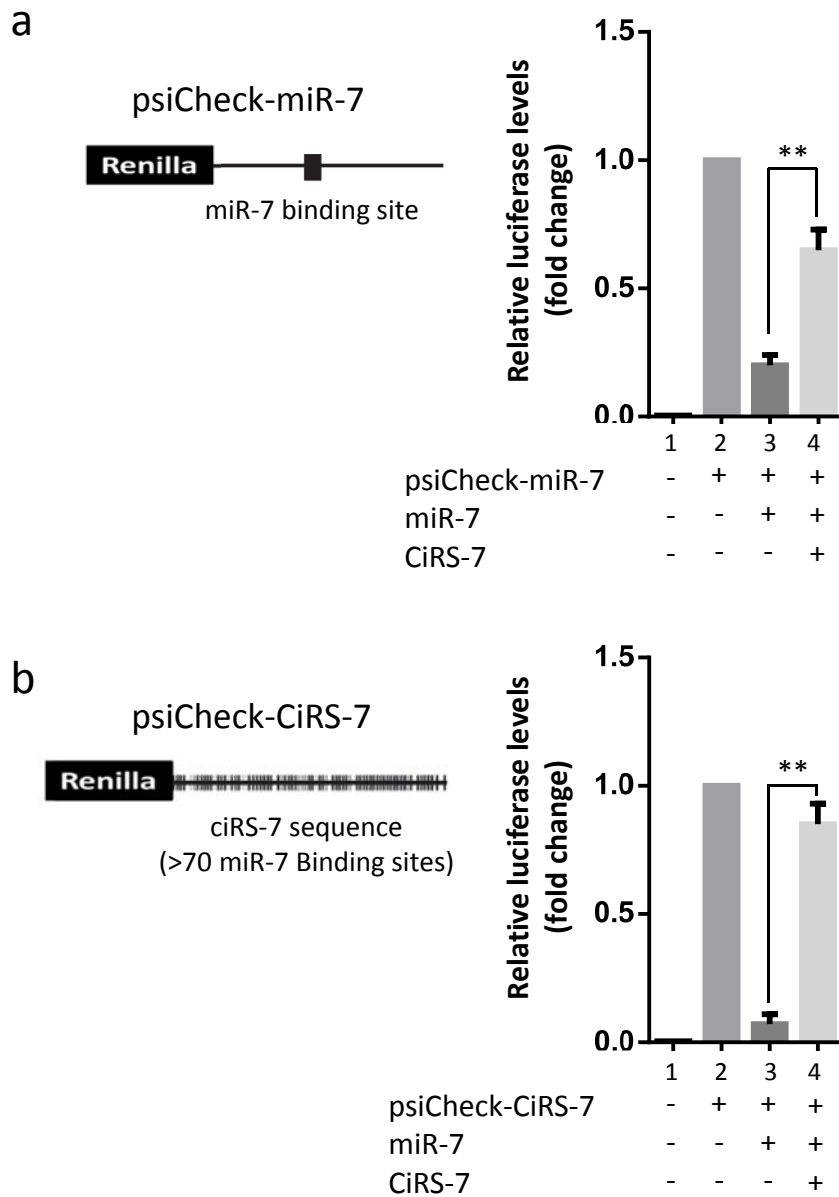 a
psiCheck-miR-7
Renilla
miR-7 binding site
Relative luciferase levels
(fold change)
1.5
1.0
0.5
0.0
**
1 2 3 4
psiCheck-miR-7 - + + +
miR-7 - - + +
CiRS-7 - - - +
b
psiCheck-CiRS-7
Renilla
ciRS-7 sequence
(>70 miR-7 Binding sites)
Relative luciferase levels
(fold change)
1.5
1.0
0.5
0.0
**
1 2 3 4
psiCheck-CiRS-7 - + + +
miR-7 - - + +
CiRS-7 - - - +